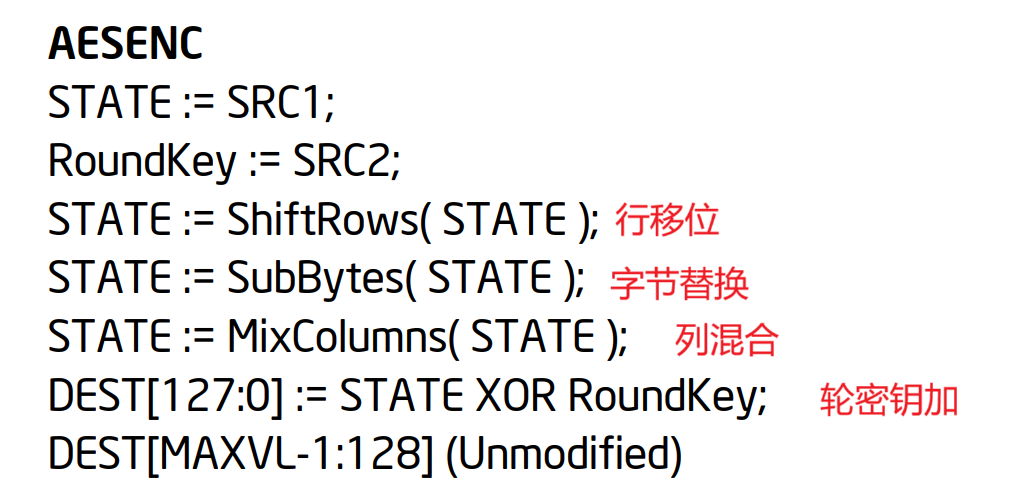 AESENC
STATE := SRC1;
RoundKey := SRC2;
STATE := ShiftRows( STATE ); 行移位
STATE := SubBytes( STATE ); 字节替换
STATE := MixColumns( STATE ); 列混合
DEST[127:0] := STATE XOR RoundKey; 轮密钥加
DEST[MAXVL-1:128] (Unmodified)